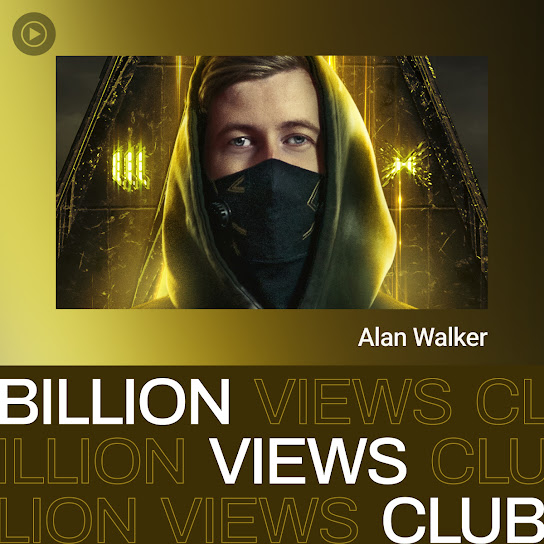 Alan Walker
BILLION VIEWS CL
ILLION VIEWS CLU
LION VIEWS CLUB